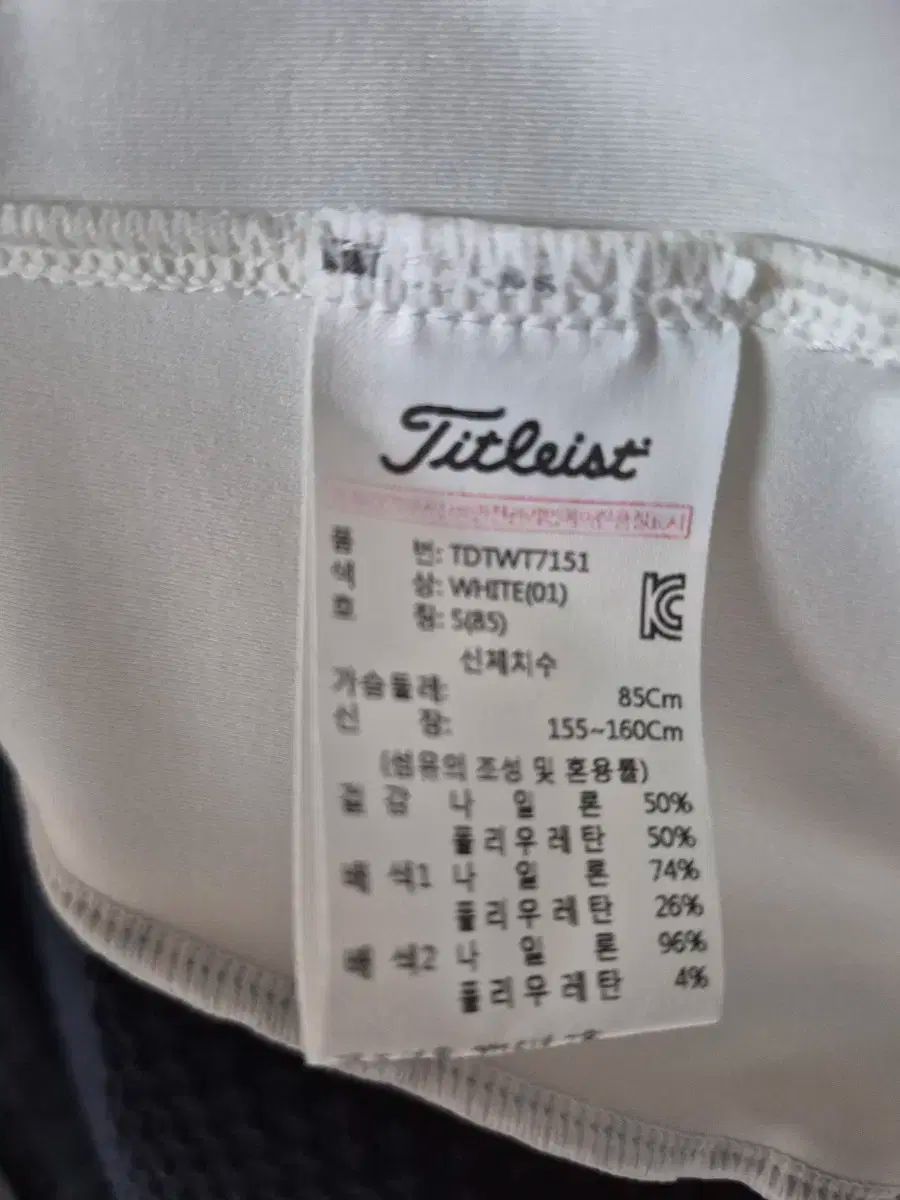 Titleist
품 번: TDTWT7151
색 상: WHITE(01)
호 칭: S(85)
신체치수
가슴둘레: 85Cm
신 장: 155~160Cm
(섬유의 조성 및 혼용률)
겉감 나 일 론 50%
폴리우레탄 50%
배색1 나 일 론 74%
폴리우레탄 26%
배색2 나 일 론 96%
폴리우레탄 4%